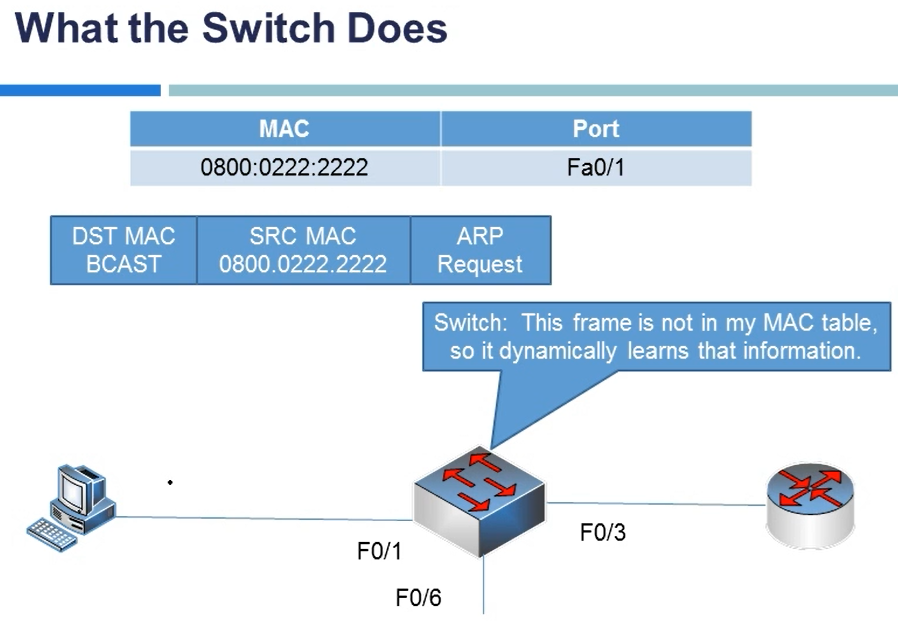 What the Switch Does
MAC Port
0800:0222:2222 Fa0/1
DST MAC SRC MAC ARP
BCAST 0800.0222.2222 Request
Switch: This frame is not in my MAC table,
so it dynamically learns that information.
F0/1
F0/3
F0/6